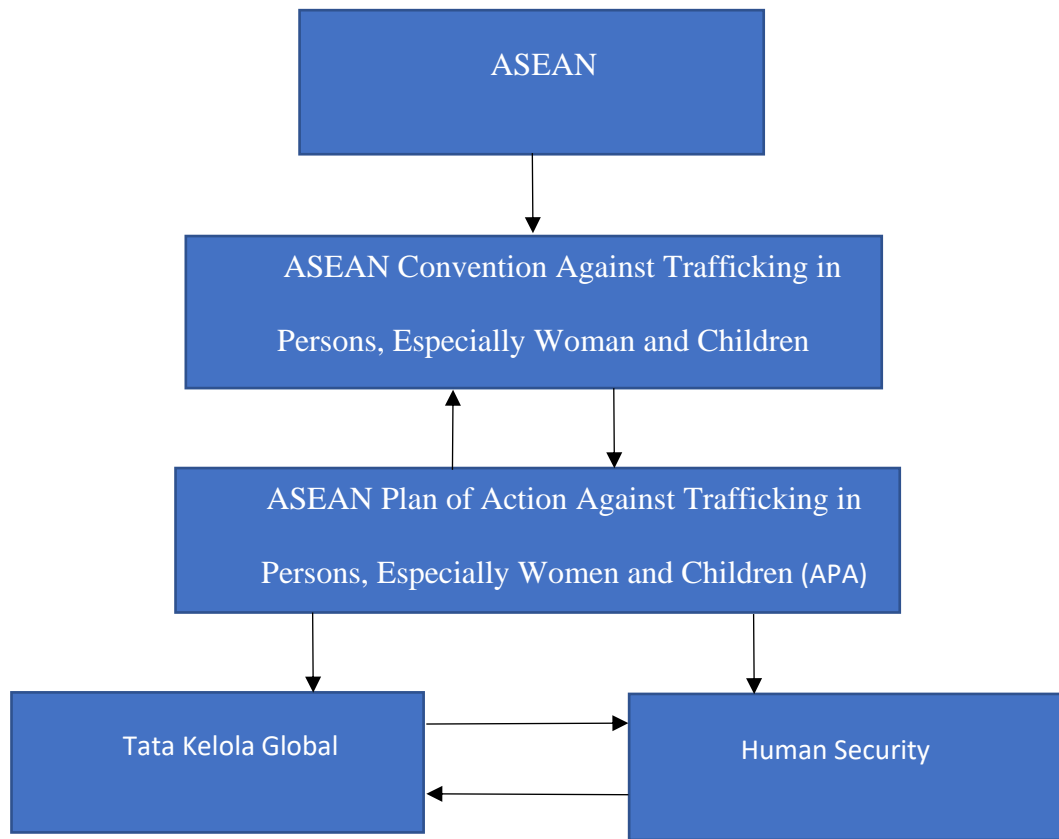 ASEAN
ASEAN Convention Against Trafficking in
Persons, Especially Woman and Children
ASEAN Plan of Action Against Trafficking in
Persons, Especially Women and Children (APA)
Tata Kelola Global
Human Security